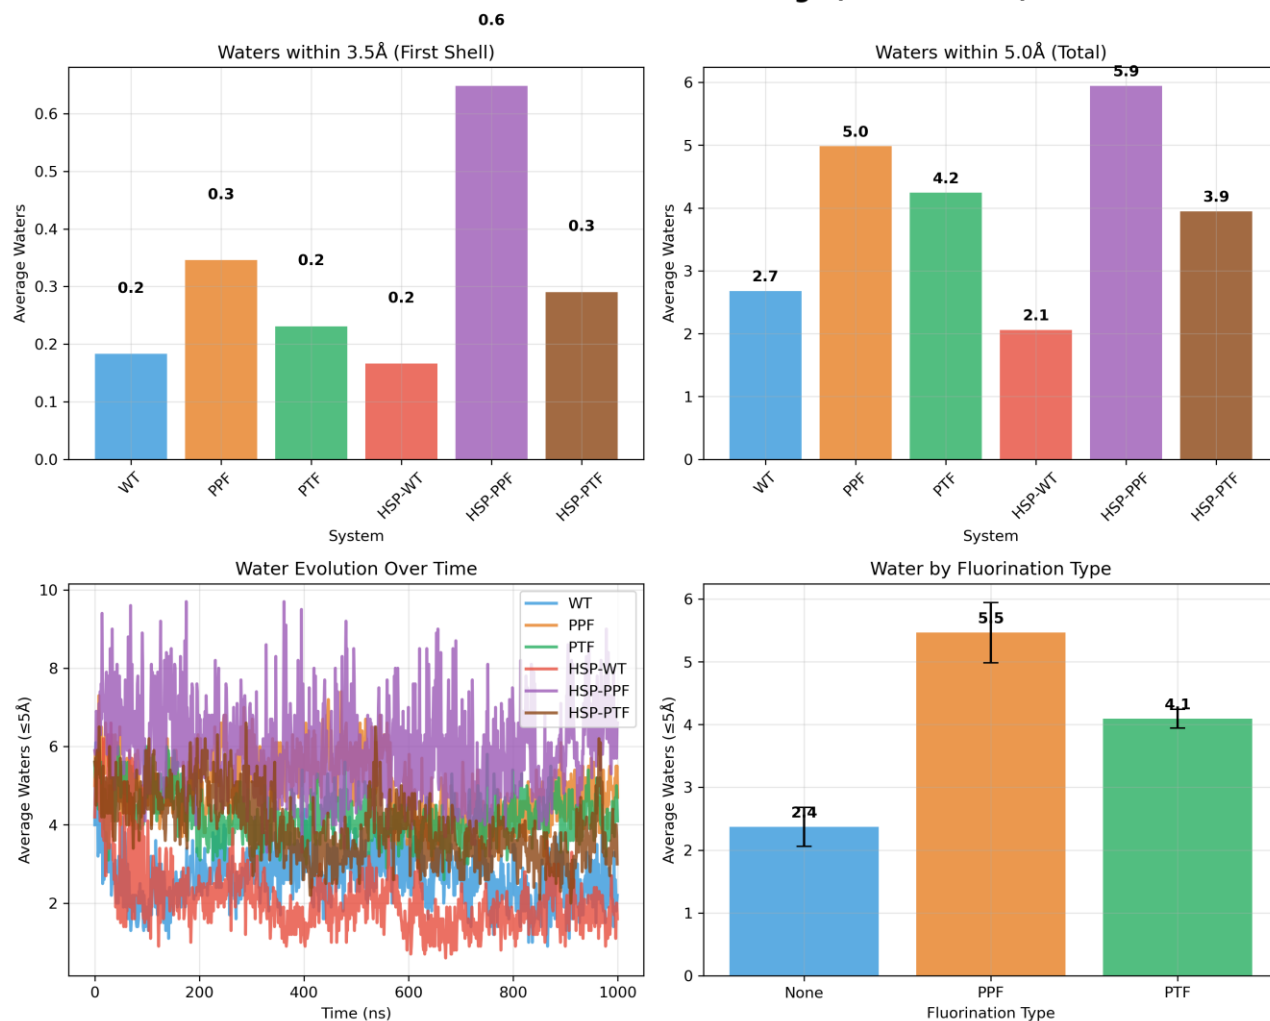 0.6
Waters within 3.5Å (First Shell)
Average Waters
0.6
0.5
0.4
0.3
0.2
0.1
0.0
0.2
0.3
0.2
0.2
0.3
WT
PPF
PTF
HSP-WT
HSP-PPF
HSP-PTF
System
Waters within 5.0Å (Total)
Average Waters
6
5
4
3
2
1
0
2.7
5.0
4.2
2.1
5.9
3.9
WT
PPF
PTF
HSP-WT
HSP-PPF
HSP-PTF
System
Water Evolution Over Time
Average Waters (≤5Å)
10
8
6
4
2
WT
PPF
PTF
HSP-WT
HSP-PPF
HSP-PTF
0
200
400
600
800
1000
Time (ns)
Water by Fluorination Type
Average Waters (≤5Å)
6
5
4
3
2
1
0
2.4
5.5
4.1
None
PPF
PTF
Fluorination Type